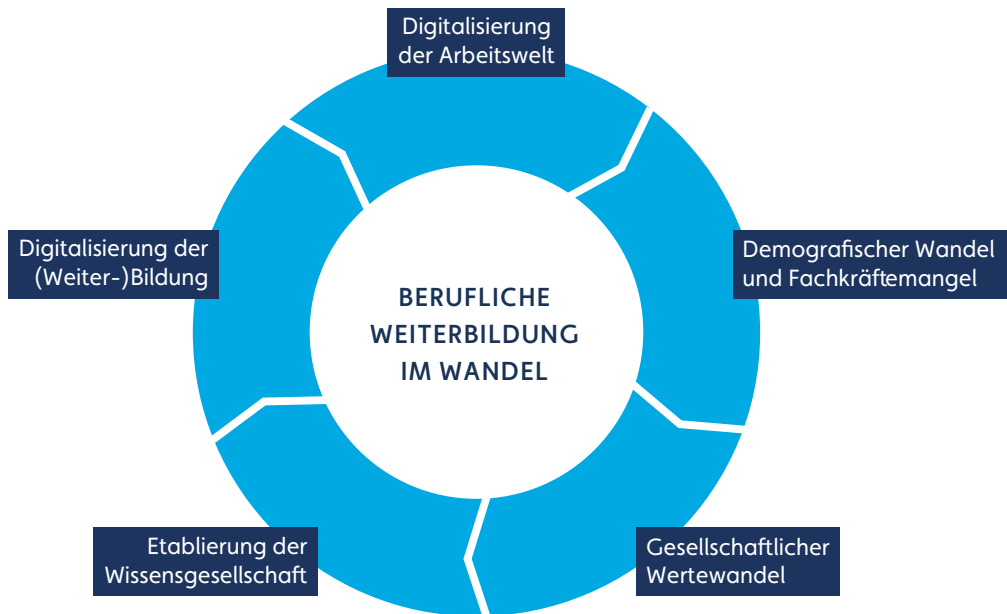 Digitalisierung
der Arbeitswelt
Digitalisierung der
(Weiter-)Bildung
Demografischer Wandel
und Fachkräftemangel
BERUFLICHE
WEITERBILDUNG
IM WANDEL
Etablierung der
Wissensgesellschaft
Gesellschaftlicher
Wertewandel